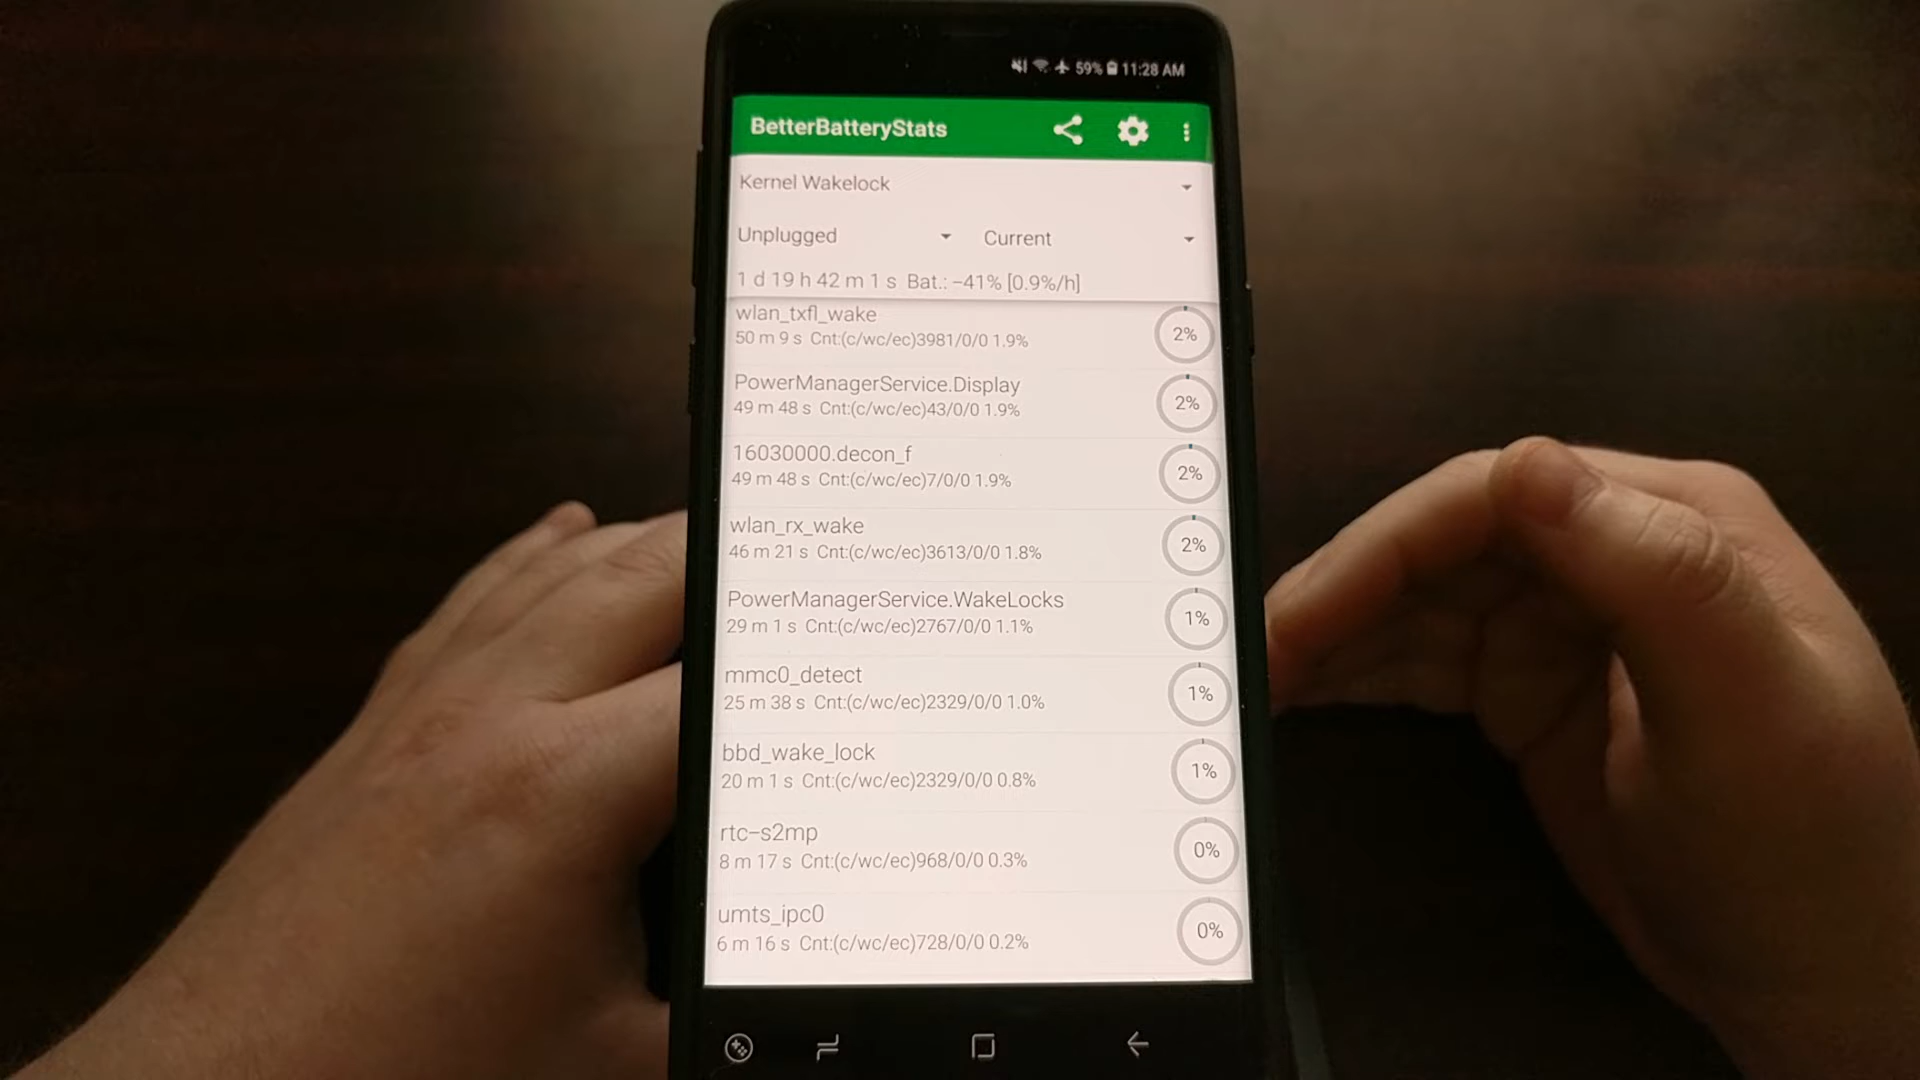 59% 11:28 AM
BetterBatteryStats
Kernel Wakelock
Unplugged Current
1 d 19 h 42 m 1 s Bat.: -41% [0.9%/h]
wlan_txfl_wake
50 m 9 s Cnt:(c/wc/ec)3981/0/0 1.9%
2%
PowerManagerService.Display
49 m 48 s Cnt:(c/wc/ec)43/0/0 1.9%
2%
16030000.decon_f
49 m 48 s Cnt:(c/wc/ec)7/0/0 1.9%
2%
wlan_rx_wake
46 m 21 s Cnt:(c/wc/ec)3613/0/0 1.8%
2%
PowerManagerService.WakeLocks
29 m 1 s Cnt:(c/wc/ec)2767/0/0 1.1%
1%
mmc0_detect
25 m 38 s Cnt:(c/wc/ec)2329/0/0 1.0%
1%
bbd_wake_lock
20 m 1 s Cnt:(c/wc/ec)2329/0/0 0.8%
1%
rtc-s2mp
8 m 17 s Cnt:(c/wc/ec)968/0/0 0.3%
0%
umts_ipc0
6 m 16 s Cnt:(c/wc/ec)728/0/0 0.2%
0%